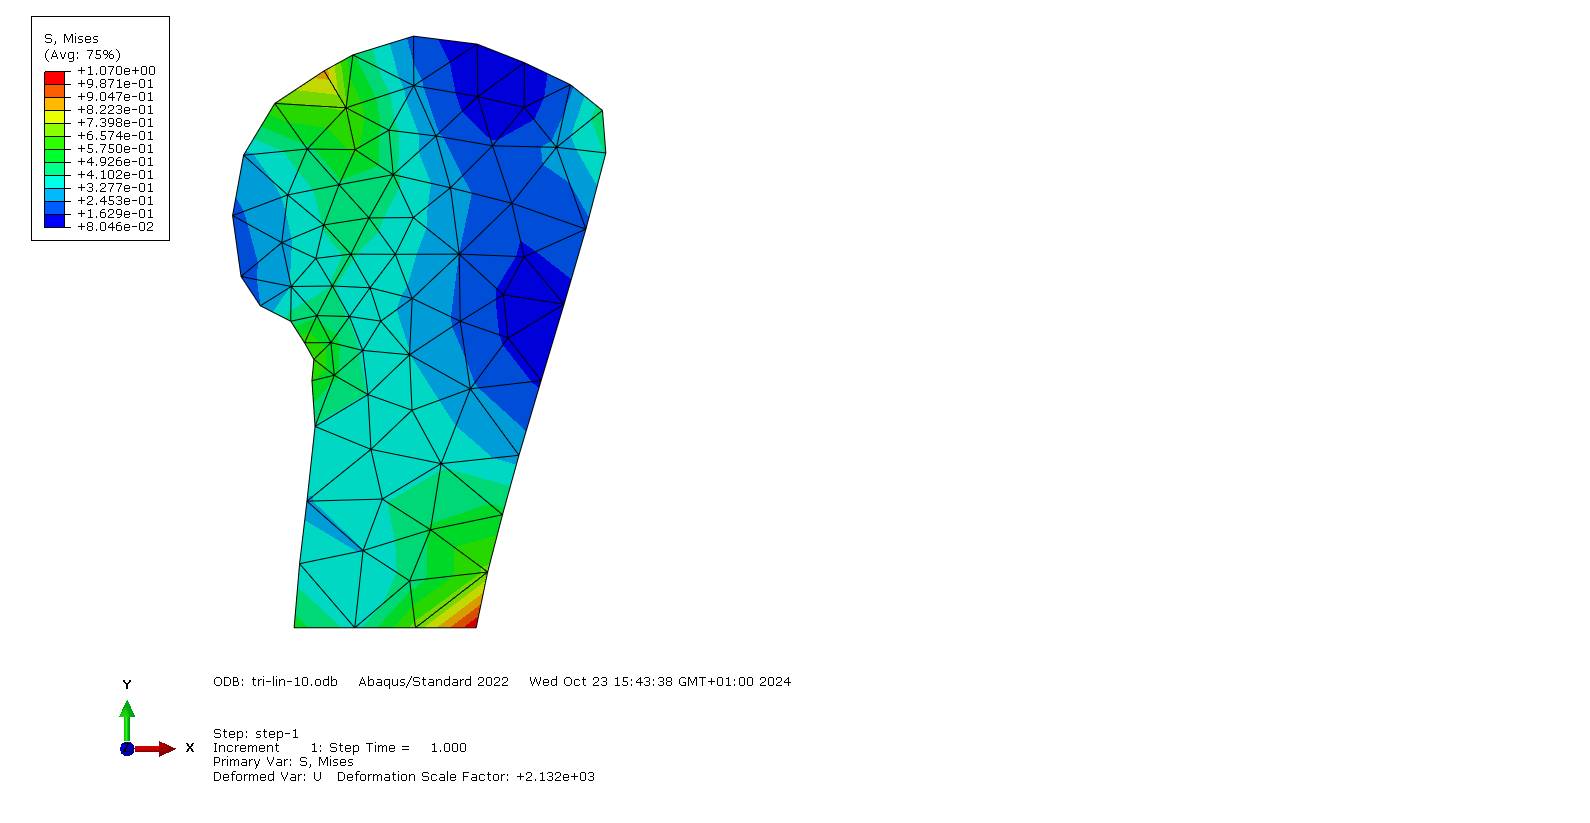 S, Mises
(Avg: 75%)
+1.070e+00
+9.871e-01
+9.047e-01
+8.223e-01
+7.398e-01
+6.574e-01
+5.750e-01
+4.926e-01
+4.102e-01
+3.277e-01
+2.453e-01
+1.629e-01
+8.046e-02
Y
X
ODB: tri-lin-10.odb Abaqus/Standard 2022 Wed Oct 23 15:43:38 GMT+01:00 2024
Step: step-1
Increment 1: Step Time = 1.000
Primary Var: S, Mises
Deformed Var: U Deformation Scale Factor: +2.132e+03